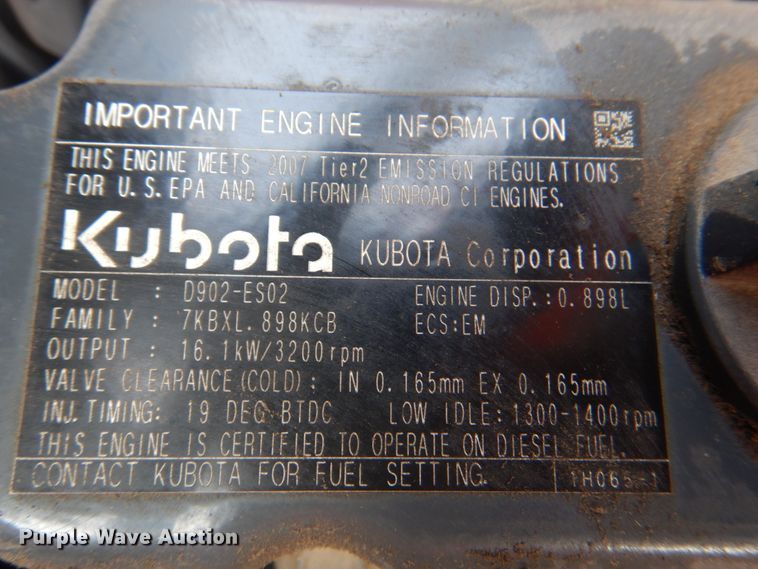 IMPORTANT ENGINE INFORMATION
THIS ENGINE MEETS 2007 Tier2 EMISSION REGULATIONS
FOR U.S.EPA AND CALIFORNIA NONROAD CI ENGINES.
Kubota KUBOTA Corporation
MODEL : D902-ES02 ENGINE DISP.:0.898L
FAMILY : 7KBXL.898KCB ECS:EM
OUTPUT : 16.1kW/3200rpm
VALVE CLEARANCE(COLD): IN 0.165mm EX 0.165mm
INJ.TIMING: 19 DEG BTDC LOW IDLE:1300-1400rpm
THIS ENGINE IS CERTIFIED TO OPERATE ON DIESEL FUEL.
CONTACT KUBOTA FOR FUEL SETTING. 1H065-1
Purple Wave Auction